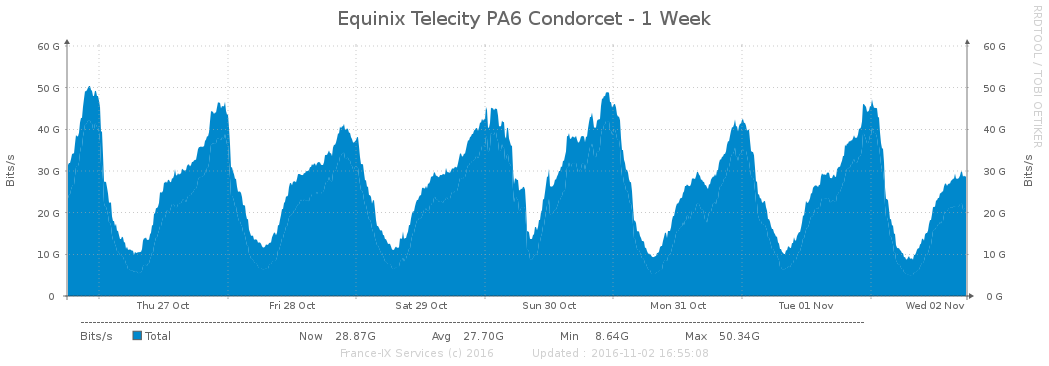 Equinix Telecity PA6 Condorcet - 1 Week
RRDTOOL / TOBI OETIKER
Bits/s
60 G 60 G
50 G 50 G
40 G 40 G
30 G 30 G
20 G 20 G
10 G 10 G
0 0 G
Bits/s
Thu 27 Oct Fri 28 Oct Sat 29 Oct Sun 30 Oct Mon 31 Oct Tue 01 Nov Wed 02 Nov
Bits/s Total Now 28.87G Avg 27.70G Min 8.64G Max 50.34G
France-IX Services (c) 2016 Updated : 2016-11-02 16:55:08